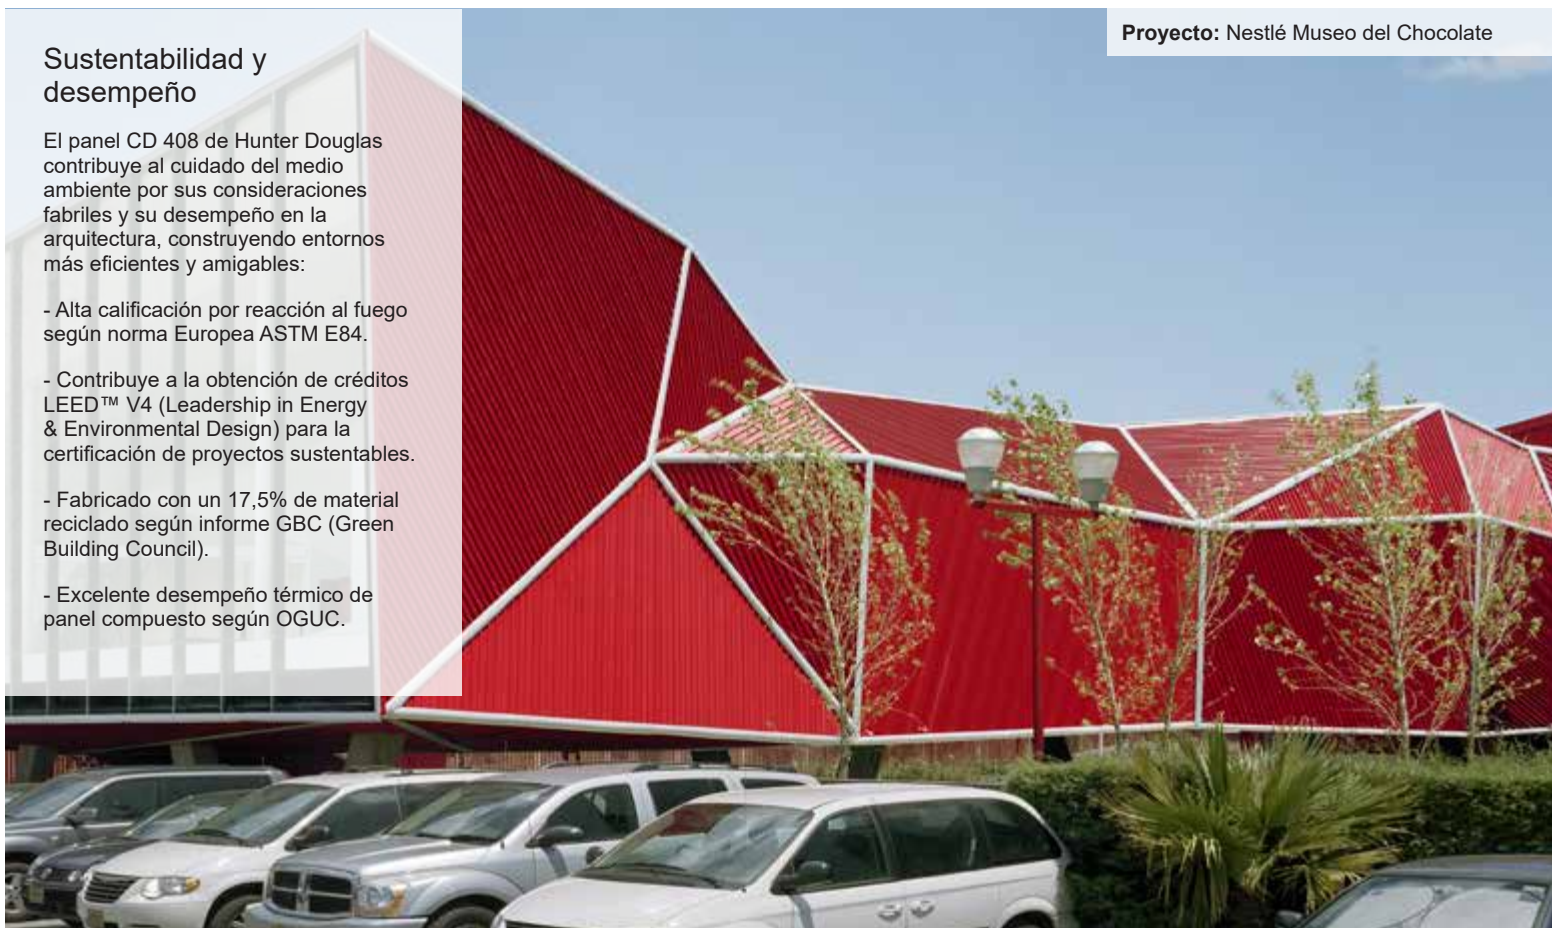 Sustentabilidad y
desempeño
El panel CD 408 de Hunter Douglas
contribuye al cuidado del medio
ambiente por sus consideraciones
fabriles y su desempeño en la
arquitectura, construyendo entornos
más eficientes y amigables:
- Alta calificación por reacción al fuego
según norma Europea ASTM E84.
- Contribuye a la obtención de créditos
LEED™ V4 (Leadership in Energy
& Environmental Design) para la
certificación de proyectos sustentables.
- Fabricado con un 17,5% de material
reciclado según informe GBC (Green
Building Council).
- Excelente desempeño térmico de
panel compuesto según OGUC.
Proyecto: Nestlé Museo del Chocolate